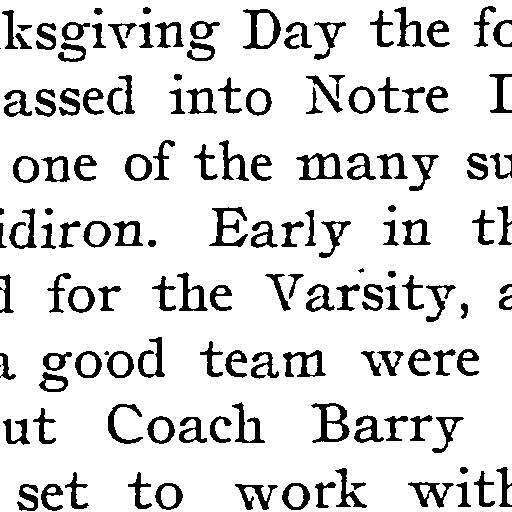 ksgiving Day the fo
assed into Notre D
one of the many su
idiron. Early in th
d for the Varsity, a
a good team were
ut Coach Barry
set to work with